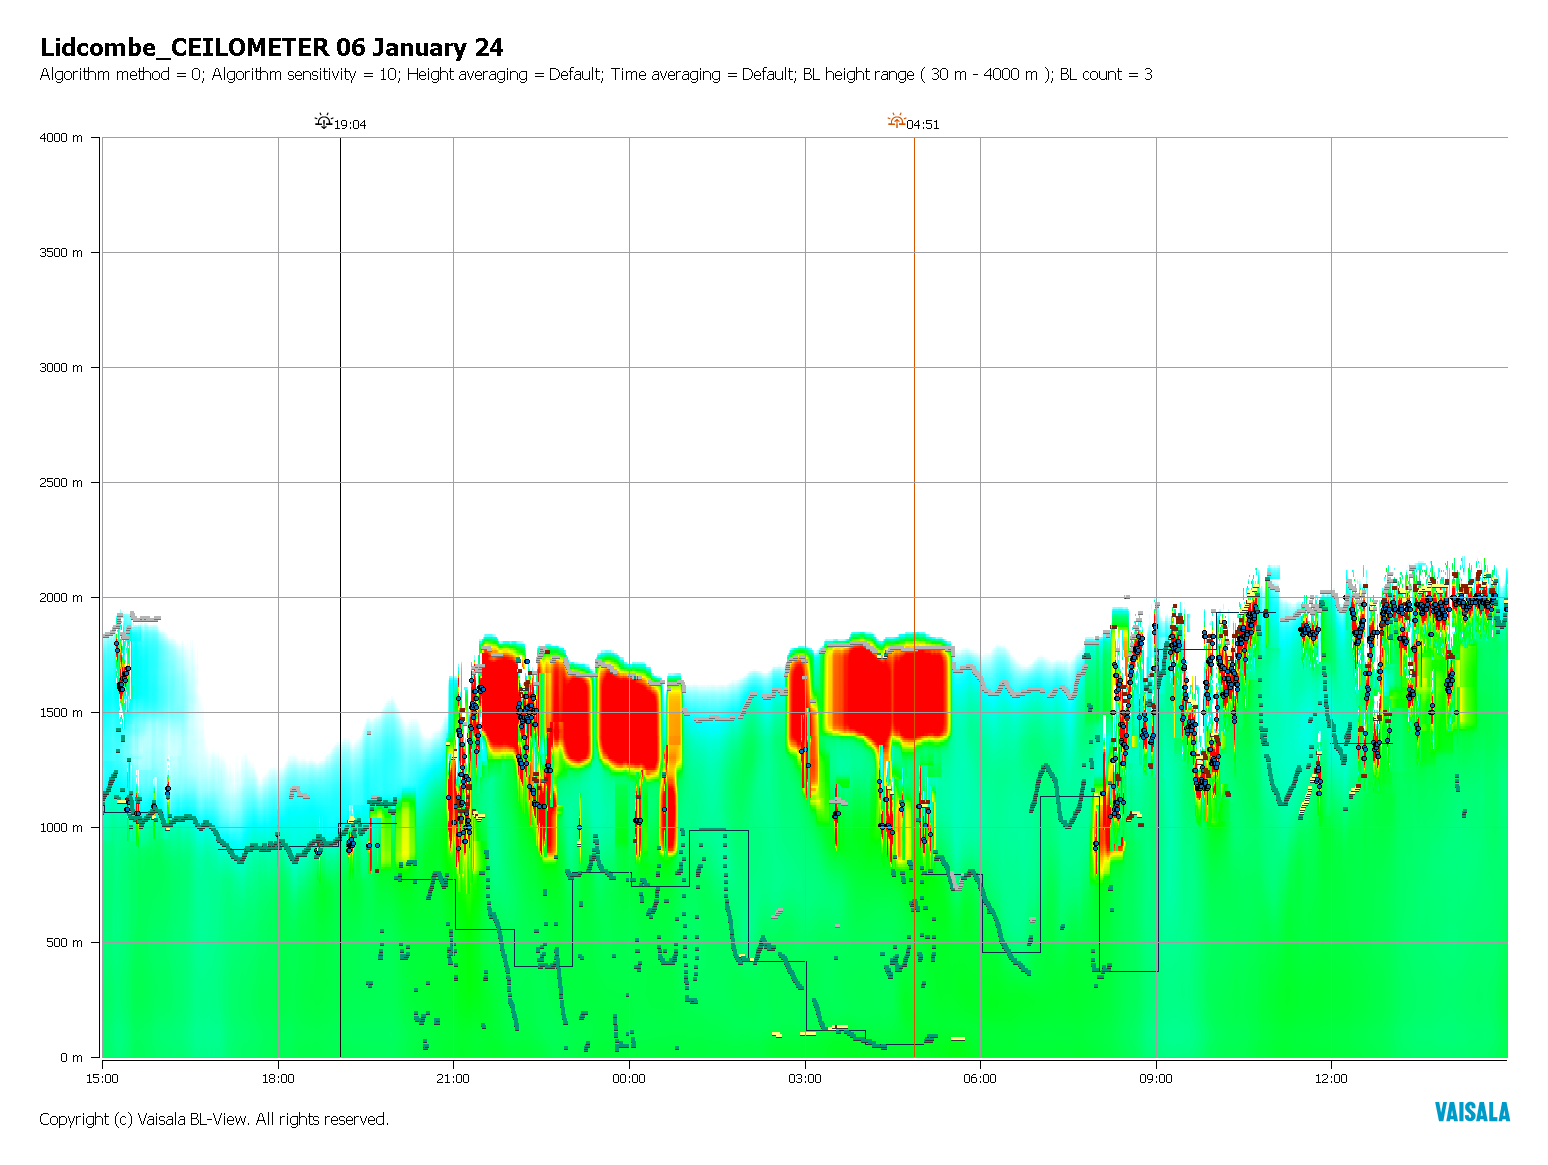 Lidcombe_CEILOMETER 06 January 24
Algorithm method = 0; Algorithm sensitivity = 10; Height averaging = Default; Time averaging = Default; BL height range ( 30 m - 4000 m ); BL count = 3
19:04
04:51
4000 m
3500 m
3000 m
2500 m
2000 m
1500 m
1000 m
500 m
0 m
15:00
18:00
21:00
00:00
03:00
06:00
09:00
12:00
Copyright (c) Vaisala BL-View. All rights reserved.
VAISALA